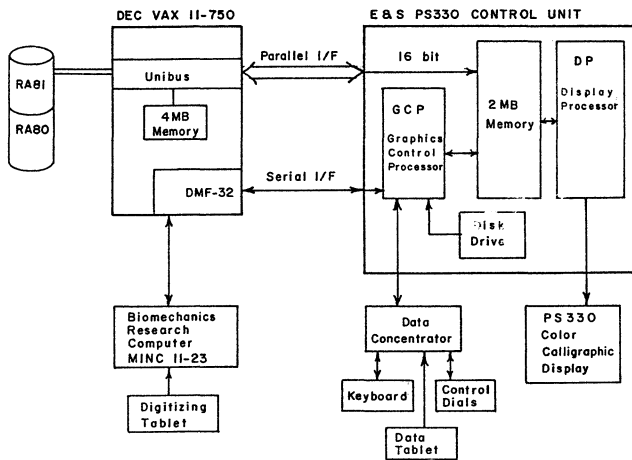 DEC VAX 11-750
E&S PS330 CONTROL UNIT
RA81
RA80
Unibus
4MB
Memory
DMF-32
Parallel I/F
Serial I/F
16 bit
GCP
Graphics
Control
Processor
2MB
Memory
DP
Display
Processor
Disk
Drive
Biomechanics
Research
Computer
MINC 11-23
Digitizing
Tablet
Data
Concentrator
Keyboard
Control
Dials
Data
Tablet
PS330
Color
Calligraphic
Display